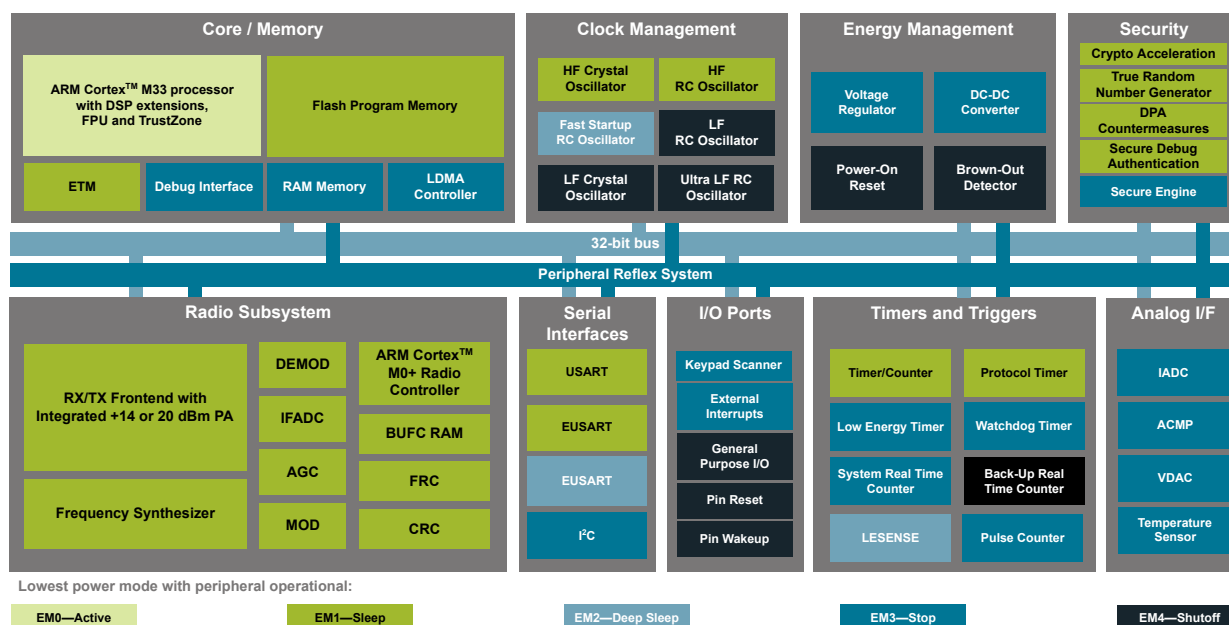 Core / Memory
ARM Cortex™ M33 processor
with DSP extensions,
FPU and TrustZone
Flash Program Memory
ETM
Debug Interface
RAM Memory
LDMA
Controller
Clock Management
HF Crystal
Oscillator
HF
RC Oscillator
Fast Startup
RC Oscillator
LF
RC Oscillator
LF Crystal
Oscillator
Ultra LF RC
Oscillator
Energy Management
Voltage
Regulator
DC-DC
Converter
Power-On
Reset
Brown-Out
Detector
Security
Crypto Acceleration
True Random
Number Generator
DPA
Countermeasures
Secure Debug
Authentication
Secure Engine
32-bit bus
Peripheral Reflex System
Radio Subsystem
RX/TX Frontend with
Integrated +14 or 20 dBm PA
Frequency Synthesizer
DEMOD
IFADC
AGC
MOD
ARM Cortex™
M0+ Radio
Controller
BUFC RAM
FRC
CRC
Serial
Interfaces
USART
EUSART
EUSART
I²C
I/O Ports
Keypad Scanner
External
Interrupts
General
Purpose I/O
Pin Reset
Pin Wakeup
Timers and Triggers
Timer/Counter
Protocol Timer
Low Energy Timer
Watchdog Timer
System Real Time
Counter
Back-Up Real
Time Counter
LESENSE
Pulse Counter
Analog I/F
IADC
ACMP
VDAC
Temperature
Sensor
Lowest power mode with peripheral operational:
EM0—Active
EM1—Sleep
EM2—Deep Sleep
EM3—Stop
EM4—Shutoff